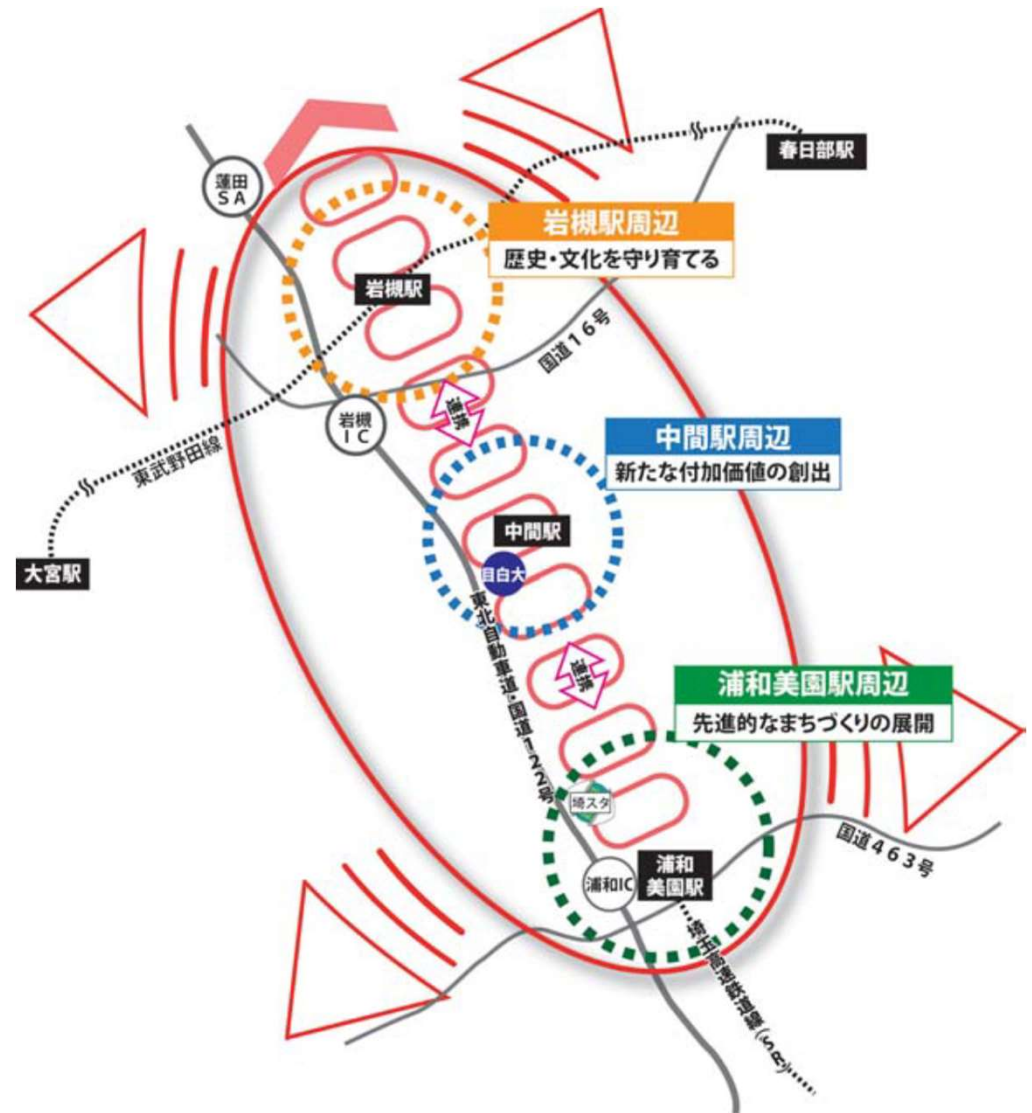 春日部駅
蓮田
SA
岩槻駅周辺
歴史・文化を守り育てる
岩槻駅
国道16号
連携
岩槻
IC
東武野田線
中間駅周辺
新たな付加価値の創出
中間駅
目白大
大宮駅
東北自動車道・国道122号
連携
浦和美園駅周辺
先進的なまちづくりの展開
埼スタ
国道463号
浦和
美園駅
浦和IC
埼玉高速鉄道線(SR)